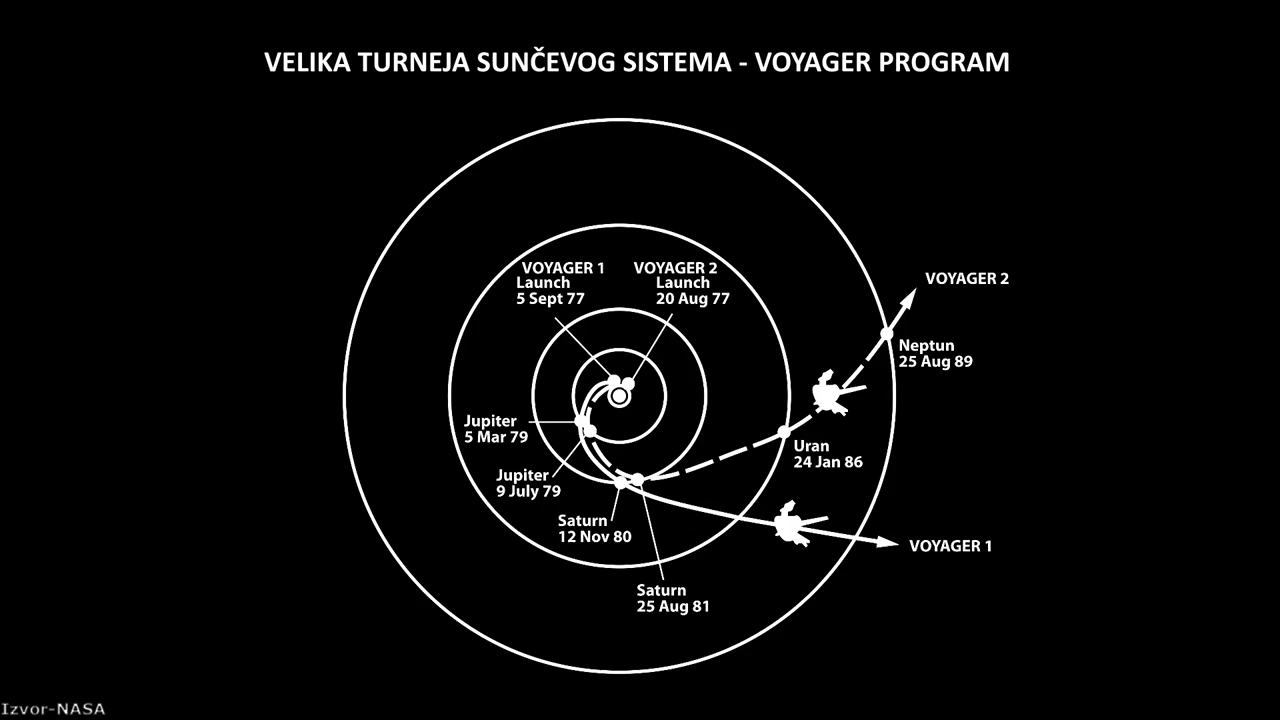 VELIKA TURNEJA SUNČEVOG SISTEMA - VOYAGER PROGRAM
VOYAGER 1
Launch
5 Sept 77
VOYAGER 2
Launch
20 Aug 77
VOYAGER 2
Neptun
25 Aug 89
Jupiter
5 Mar 79
Uran
24 Jan 86
Jupiter
9 July 79
Saturn
12 Nov 80
VOYAGER 1
Saturn
25 Aug 81
Izvor-NASA